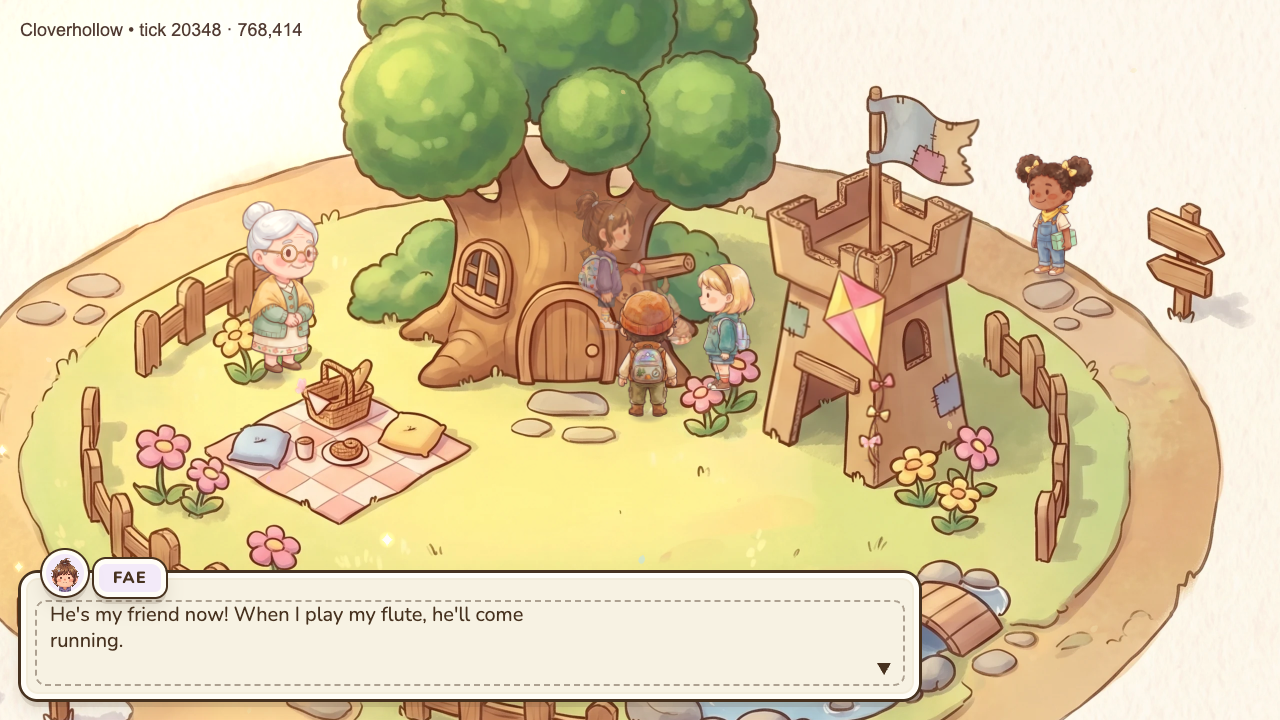 Cloverhollow • tick 20348 · 768,414
FAE
He's my friend now! When I play my flute, he'll come
running.